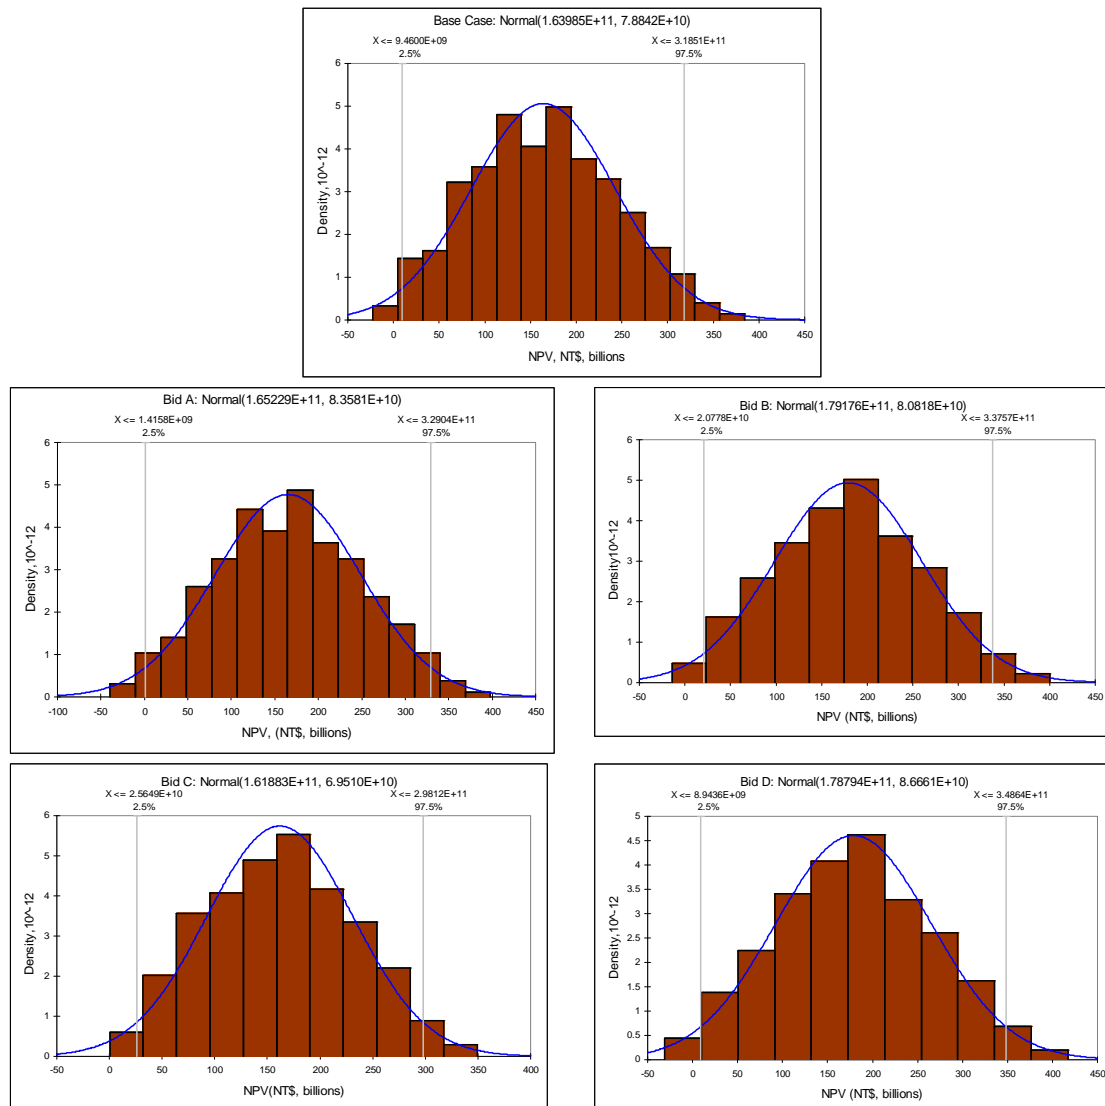 Base Case: Normal(1.63985E+11, 7.8842E+10)
X <= 9.4600E+09 X <= 3.1851E+11
2.5% 97.5%
6
5
4
3
2
1
0
Density,10^-12
-50 0 50 100 150 200 250 300 350 400 450
NPV, NT$, billions
Bid A: Normal(1.65229E+11, 8.3581E+10)
X <= 1.4158E+09 X <= 3.2904E+11
2.5% 97.5%
6
5
4
3
2
1
0
Density,10^-12
-100 -50 0 50 100 150 200 250 300 350 400 450
NPV, (NT$, billions)
Bid B: Normal(1.79176E+11, 8.0818E+10)
X <= 2.0778E+10 X <= 3.3757E+11
2.5% 97.5%
6
5
4
3
2
1
0
Density10^-12
-50 0 50 100 150 200 250 300 350 400 450
NPV (NT$, billions)
Bid C: Normal(1.61883E+11, 6.9510E+10)
X <= 2.5649E+10 X <= 2.9812E+11
2.5% 97.5%
6
5
4
3
2
1
0
Density,10^-12
-50 0 50 100 150 200 250 300 350 400
NPV(NT$, billions)
Bid D: Normal(1.78794E+11, 8.6661E+10)
X <= 8.9436E+09 X <= 3.4864E+11
2.5% 97.5%
5
4.5
4
3.5
3
2.5
2
1.5
1
0.5
0
Density,10^-12
-50 0 50 100 150 200 250 300 350 400 450
NPV (NT$, billions)